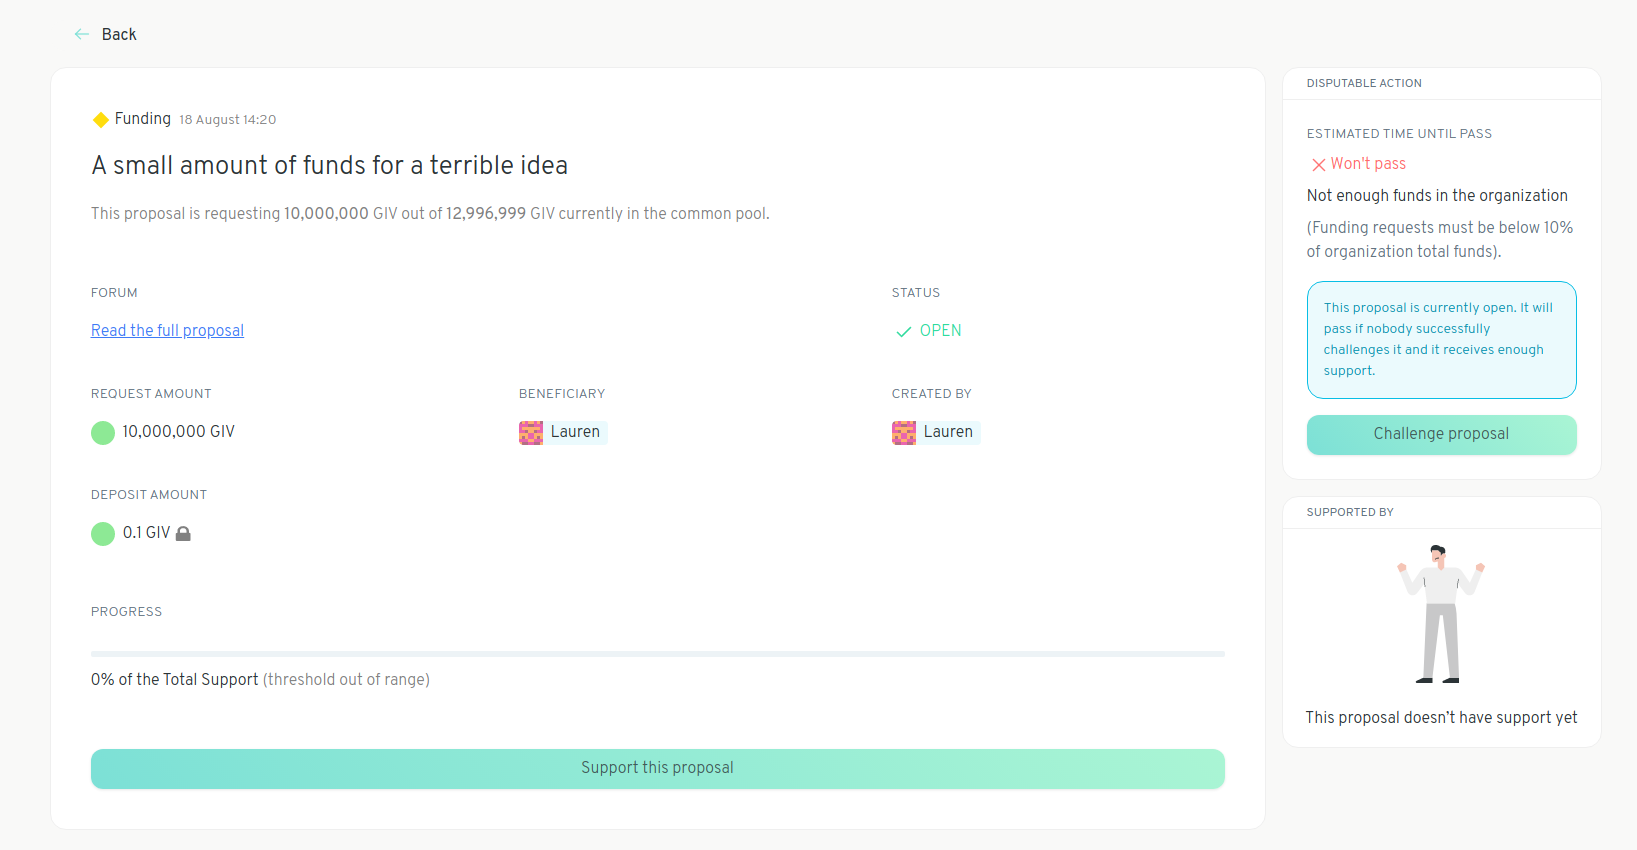 Back
Funding 18 August 14:20
A small amount of funds for a terrible idea
This proposal is requesting 10,000,000 GIV out of 12,996,999 GIV currently in the common pool.
FORUM
Read the full proposal
STATUS
OPEN
REQUEST AMOUNT
10,000,000 GIV
BENEFICIARY
Lauren
CREATED BY
Lauren
DEPOSIT AMOUNT
0.1 GIV
PROGRESS
0% of the Total Support (threshold out of range)
Support this proposal
DISPUTABLE ACTION
ESTIMATED TIME UNTIL PASS
Won't pass
Not enough funds in the organization
(Funding requests must be below 10%
of organization total funds).
This proposal is currently open. It will
pass if nobody successfully
challenges it and it receives enough
support.
Challenge proposal
SUPPORTED BY
This proposal doesn’t have support yet